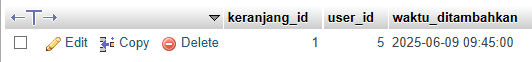 keranjang_id user_id waktu_ditambahkan
Edit Copy Delete 1 5 2025-06-09 09:45:00